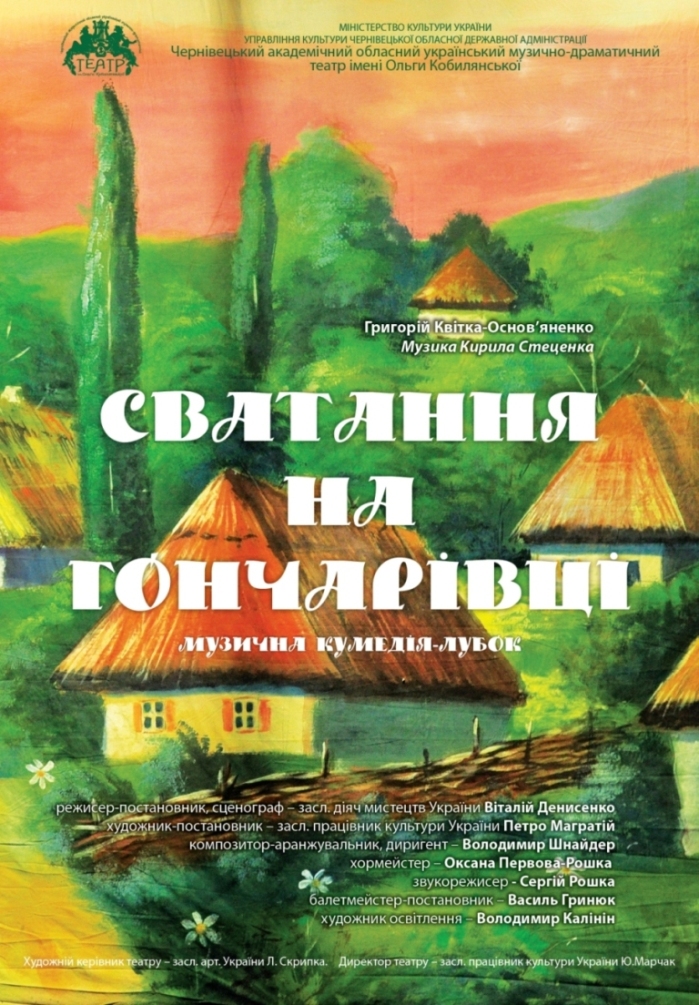 ТЕАТР
МІНІСТЕРСТВО КУЛЬТУРИ УКРАЇНИ
УПРАВЛІННЯ КУЛЬТУРИ ЧЕРНІВЕЦЬКОЇ ОБЛАСНОЇ ДЕРЖАВНОЇ АДМІНІСТРАЦІЇ
Чернівецький академічний обласний український музично-драматичний
театр імені Ольги Кобилянської
Григорій Квітка-Основ'яненко
Музика Кирила Стеценка
СВАТАННЯ
НА
ГОНЧАРІВЦІ
МУЗИЧНА КУМЕДІЯ-ЛУБОК
режисер-постановник, сценограф – засл. діяч мистецтв України Віталій Денисенко
художник-постановник – засл. працівник культури України Петро Магратій
композитор-аранжувальник, диригент – Володимир Шнайдер
хормейстер – Оксана Первова-Рошка
звукорежисер - Сергій Рошка
балетмейстер-постановник – Василь Гринюк
художник освітлення – Володимир Калінін
Художній керівник театру – засл. арт. України Л. Скрипка. Директор театру – засл. працівник культури України Ю.Марчак